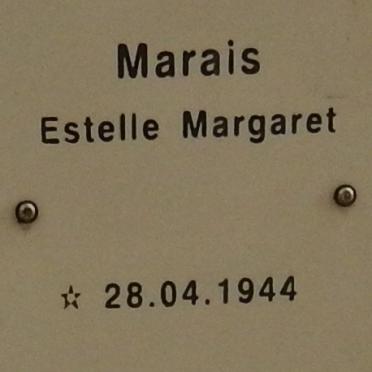 Marais
Estelle Margaret
☆ 28.04.1944